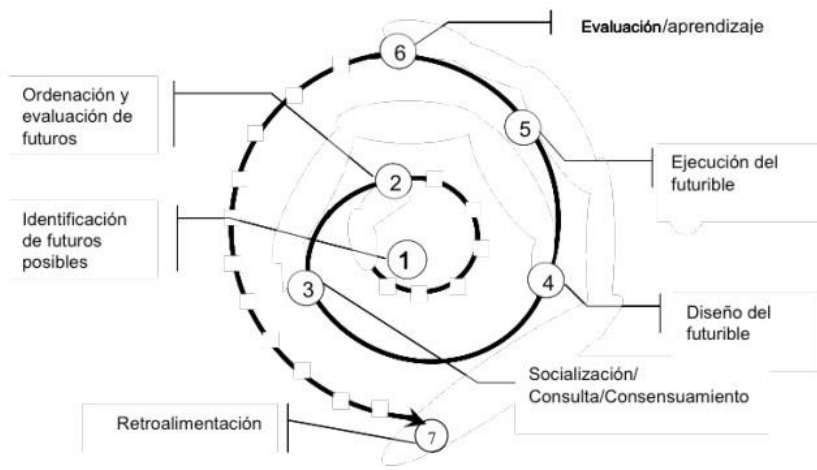 6
Evaluación/aprendizaje
Ordenación y
evaluación de
futuros
5
Ejecución del
futurible
2
Identificación
de futuros
posibles
1
3
4
Diseño del
futurible
Socialización/
Consulta/Consensuamiento
Retroalimentación
7